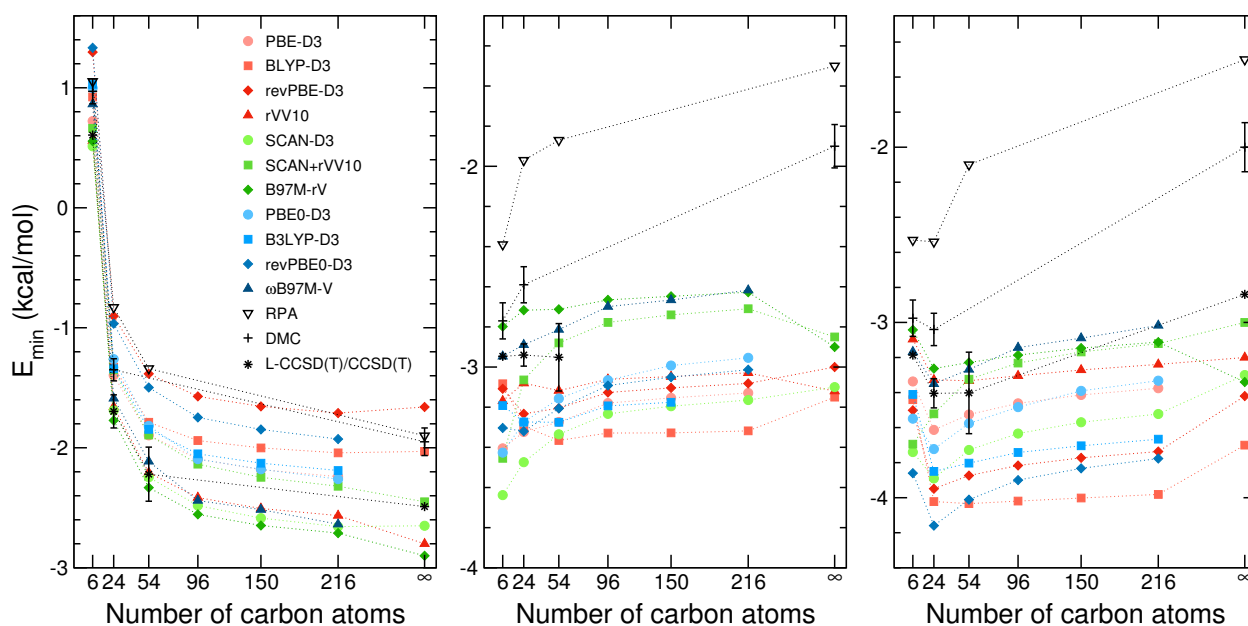 E_min (kcal/mol)
1
0
-1
-2
-3
PBE-D3
BLYP-D3
revPBE-D3
rVV10
SCAN-D3
SCAN+rVV10
B97M-rV
PBE0-D3
B3LYP-D3
revPBE0-D3
ωB97M-V
RPA
DMC
L-CCSD(T)/CCSD(T)
6 24 54 96 150 216 ∞
Number of carbon atoms
-2
-3
-4
6 24 54 96 150 216 ∞
Number of carbon atoms
-2
-3
-4
6 24 54 96 150 216 ∞
Number of carbon atoms